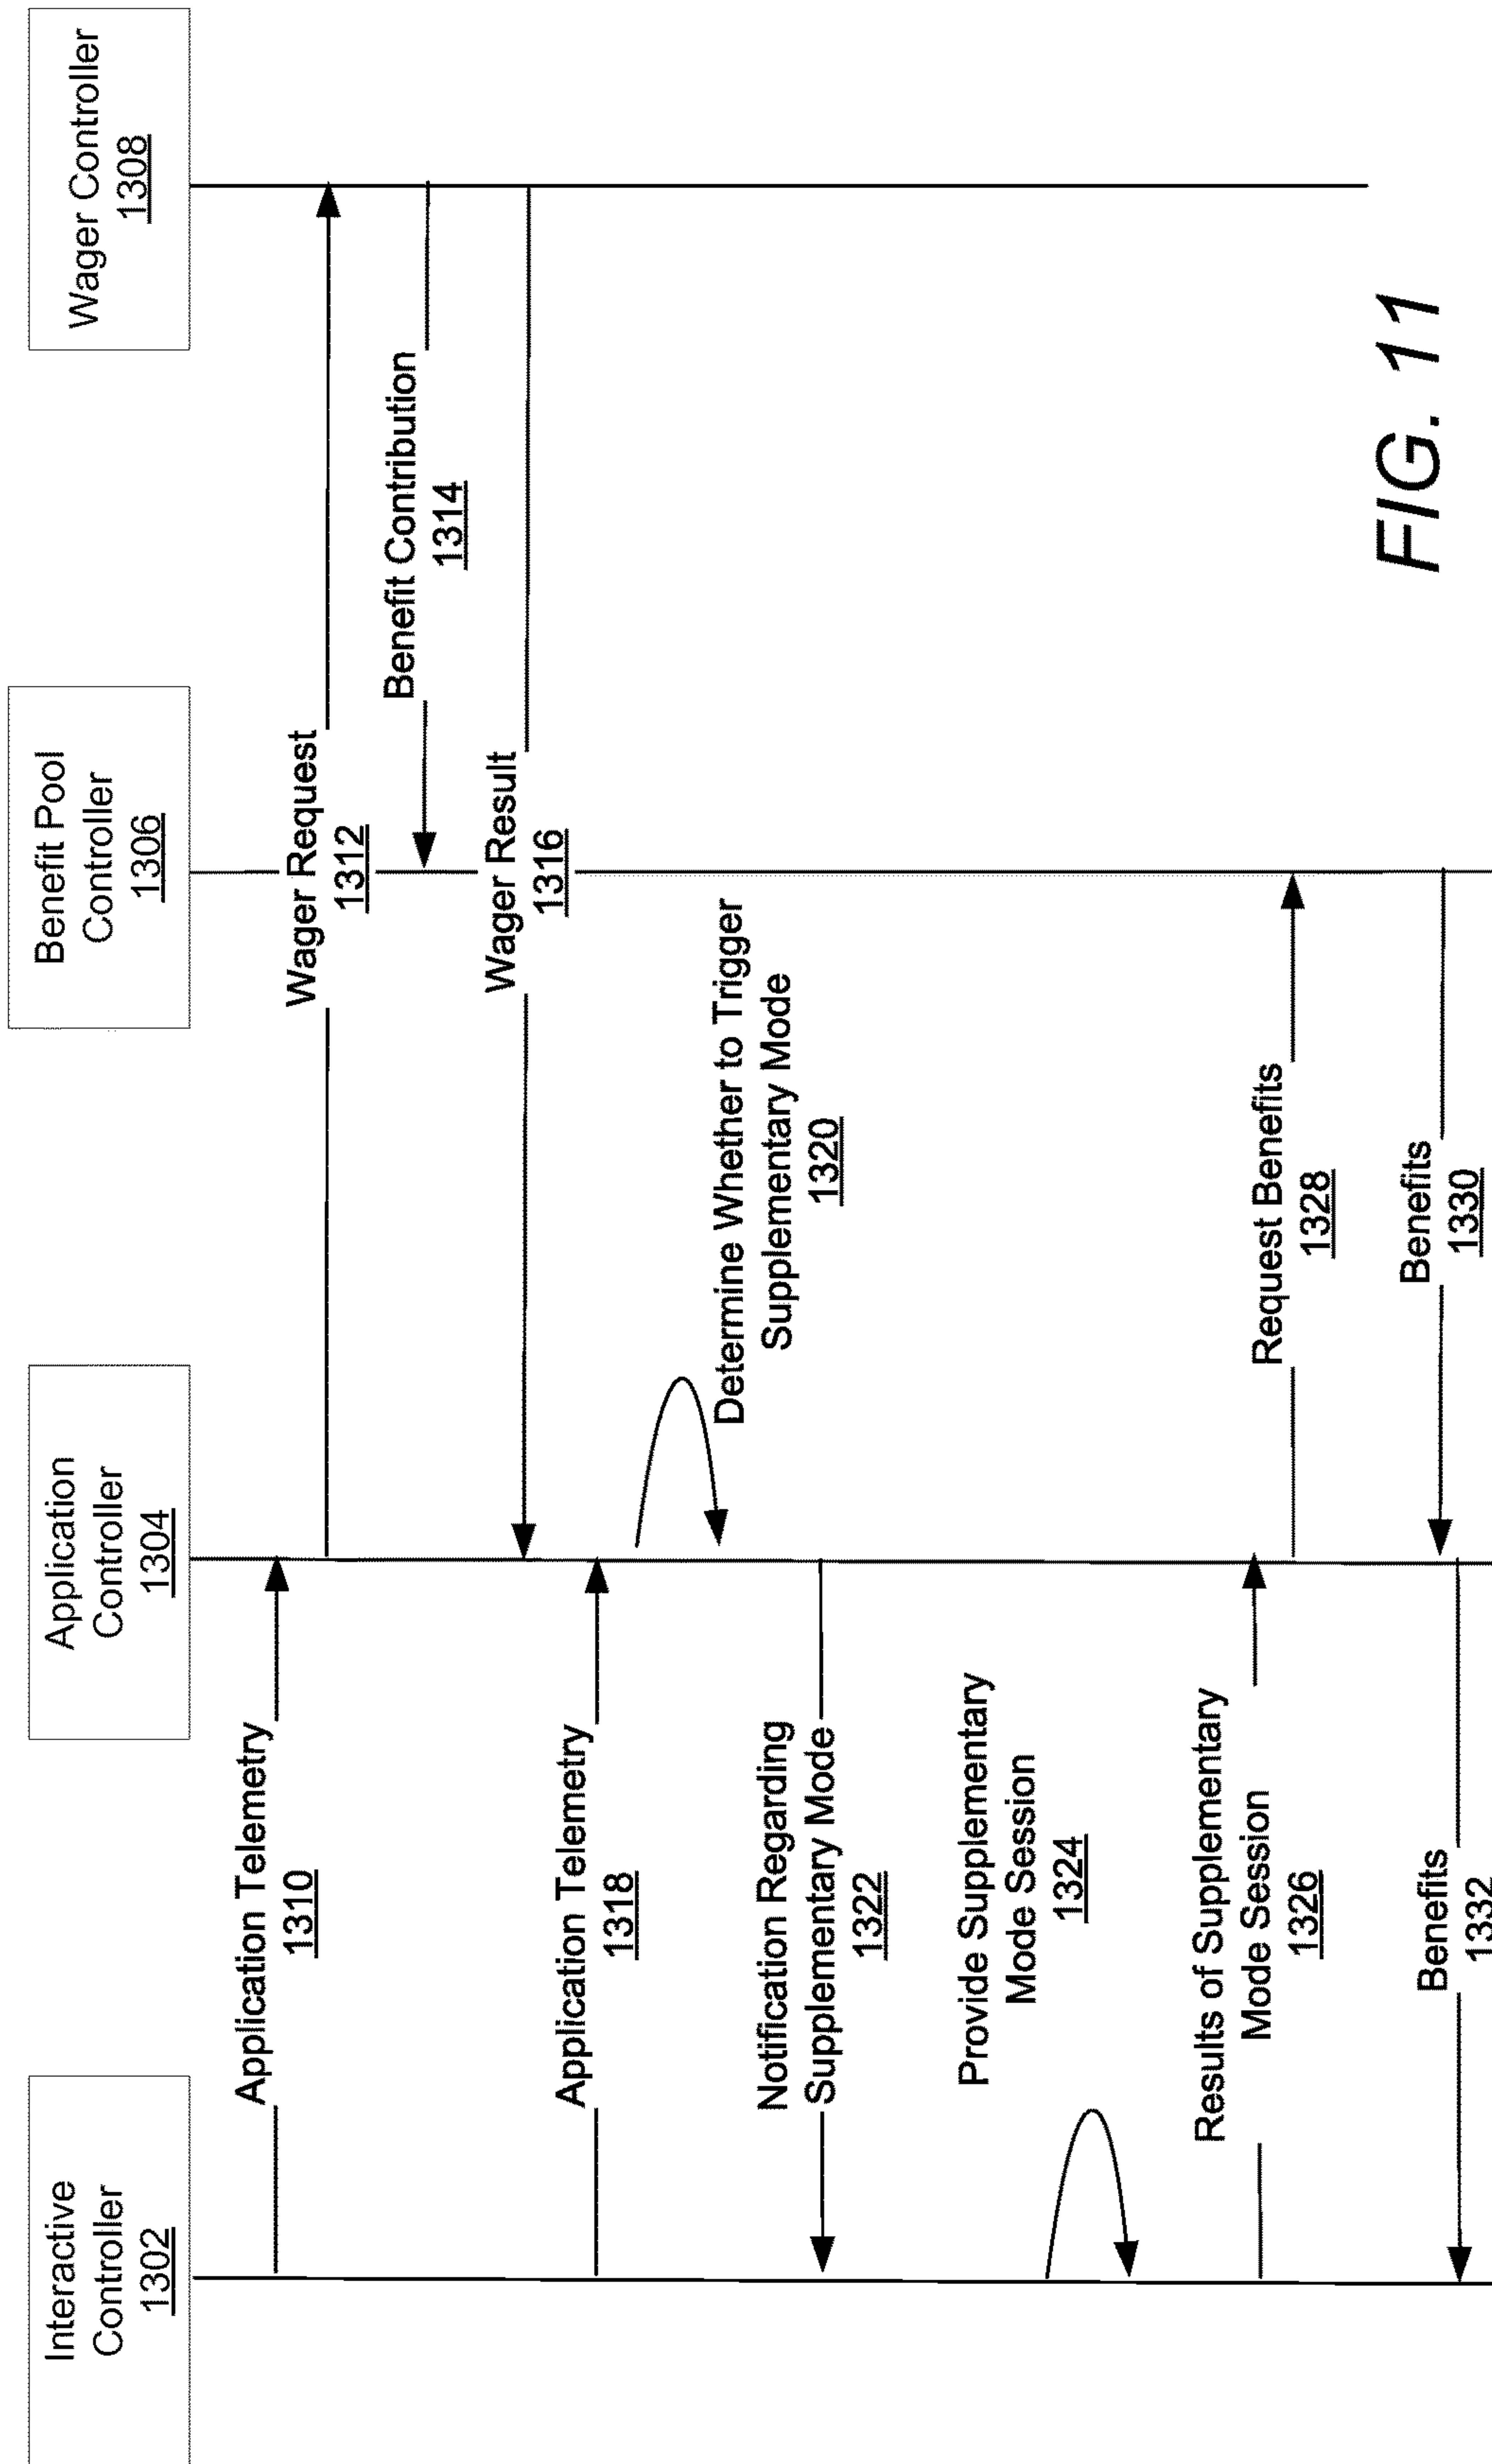 Interactive
Controller
1302
Application
Controller
1304
Benefit Pool
Controller
1306
Wager Controller
1308
Application Telemetry
1310
Wager Request
1312
Benefit Contribution
1314
Wager Result
1316
Application Telemetry
1318
Determine Whether to Trigger
Supplementary Mode
1320
Notification Regarding
Supplementary Mode
1322
Provide Supplementary
Mode Session
1324
Results of Supplementary
Mode Session
1326
Request Benefits
1328
Benefits
1330
Benefits
1332
FIG. 11